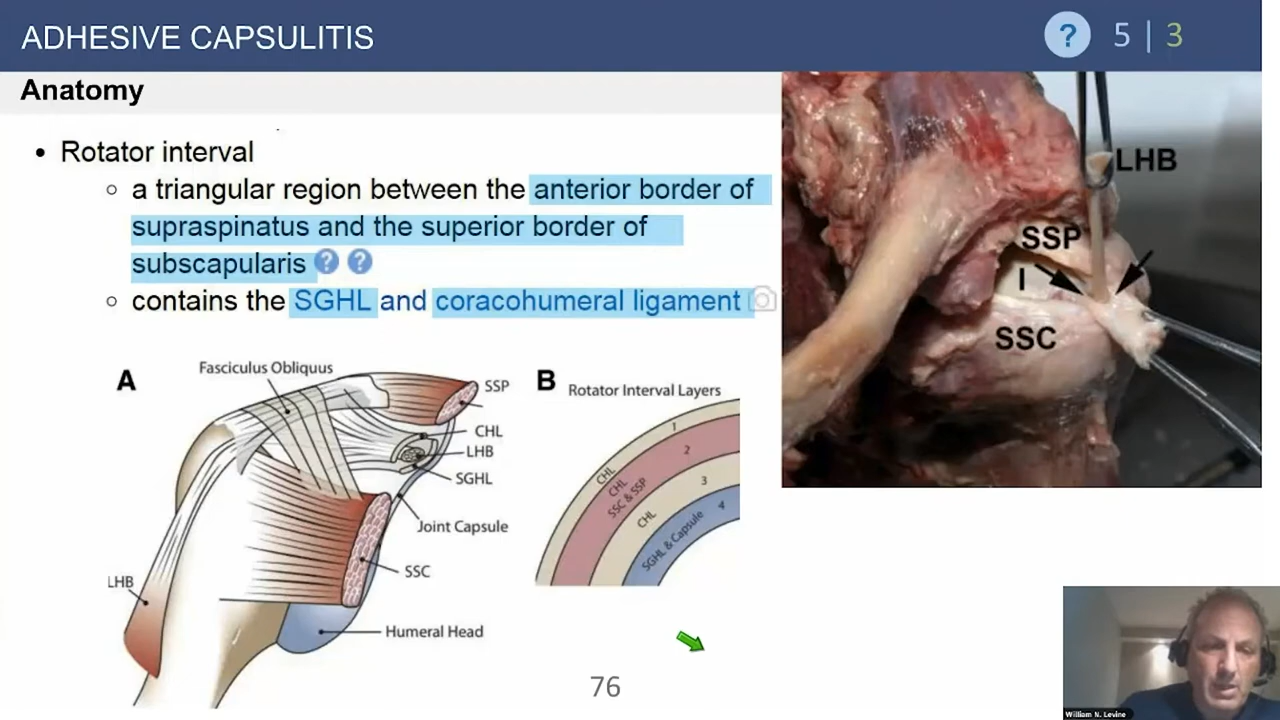 ADHESIVE CAPSULITIS
? 5 | 3
Anatomy
• Rotator interval
○ a triangular region between the anterior border of
supraspinatus and the superior border of
subscapularis ? ?
○ contains the SGHL and coracohumeral ligament
LHB
SSP
I
SSC
A
Fasciculus Obliquus
SSP
CHL
LHB
SGHL
Joint Capsule
SSC
LHB
Humeral Head
B
Rotator Interval Layers
1
CHL
2
CHL
SSC & SSP
3
CHL
4
SGHL & Capsule
76
William N. Levine